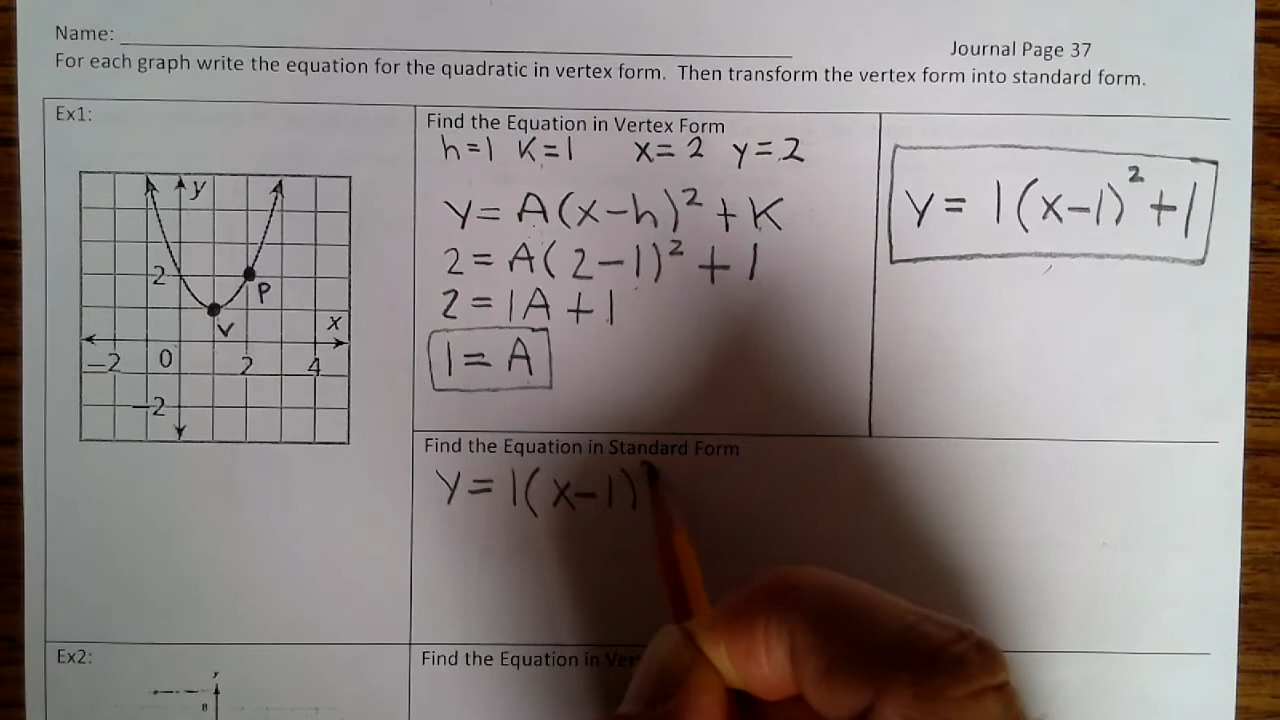 Name:
Journal Page 37
For each graph write the equation for the quadratic in vertex form. Then transform the vertex form into standard form.
Ex1:
y
2
P
V
x
-2 0 2 4
-2
Find the Equation in Vertex Form
h=1 K=1 x=2 y=2
y=A(x-h)²+K
2=A(2-1)²+1
2=1A+1
1=A
y=1(x-1)²+1
Find the Equation in Standard Form
y=1(x-1)
Ex2:
y
8
Find the Equation in